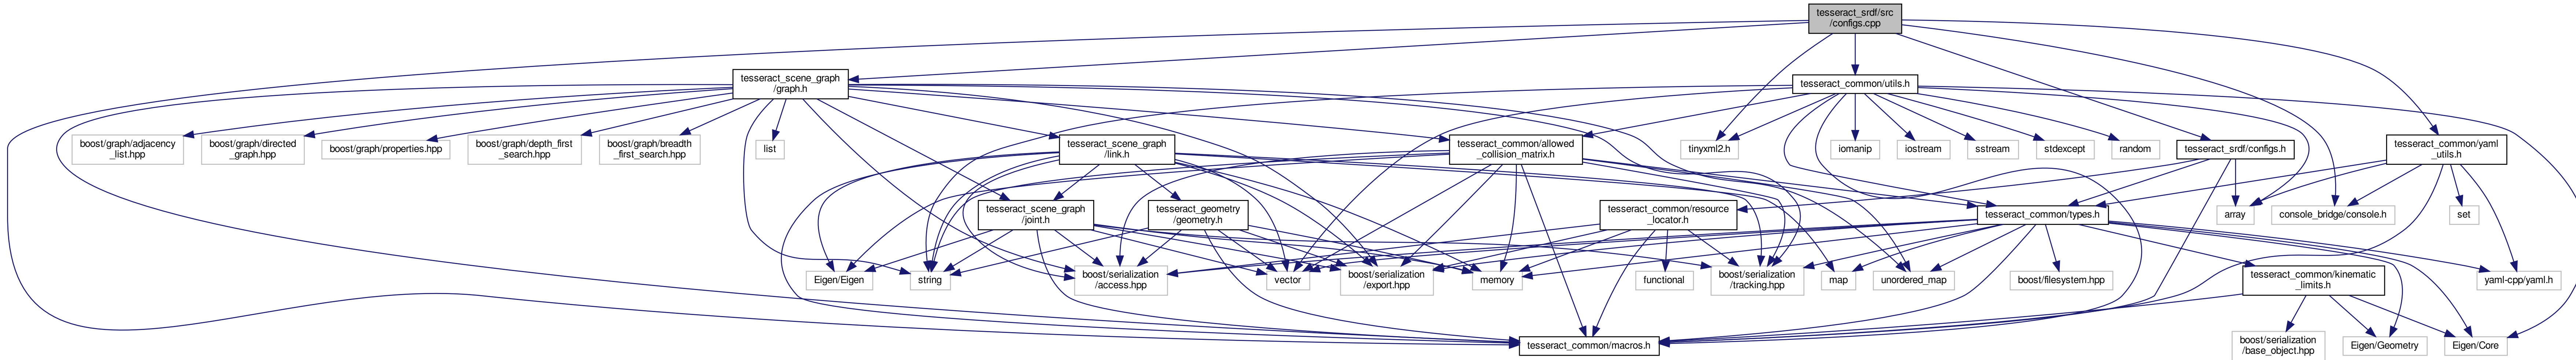 tesseract_srdf/src
/configs.cpp
tesseract_scene_graph
/graph.h
tesseract_common/utils.h
boost/graph/adjacency
_list.hpp
boost/graph/directed
_graph.hpp
boost/graph/properties.hpp
boost/graph/depth_first
_search.hpp
boost/graph/breadth
_first_search.hpp
list
tesseract_scene_graph
/link.h
tesseract_common/allowed
_collision_matrix.h
tinyxml2.h
iomanip
iostream
sstream
stdexcept
random
tesseract_srdf/configs.h
tesseract_common/yaml
_utils.h
tesseract_scene_graph
/joint.h
tesseract_geometry
/geometry.h
tesseract_common/resource
_locator.h
tesseract_common/types.h
array
console_bridge/console.h
set
Eigen/Eigen
string
boost/serialization
/access.hpp
vector
boost/serialization
/export.hpp
memory
functional
boost/serialization
/tracking.hpp
map
unordered_map
boost/filesystem.hpp
tesseract_common/kinematic
_limits.h
yaml-cpp/yaml.h
tesseract_common/macros.h
boost/serialization
/base_object.hpp
Eigen/Geometry
Eigen/Core